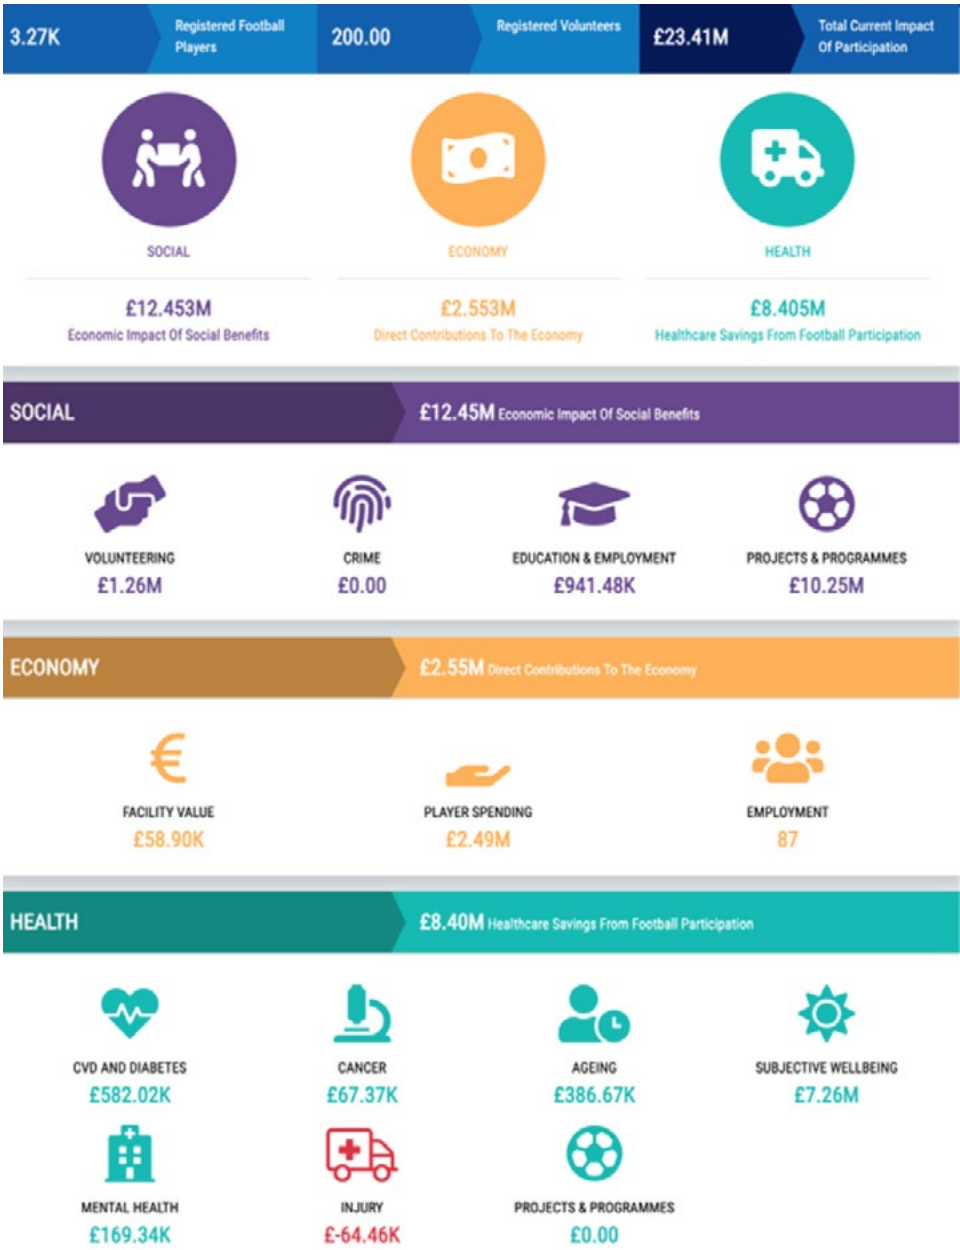 3.27K
Registered Football
Players
200.00
Registered Volunteers
£23.41M
Total Current Impact
Of Participation
SOCIAL
ECONOMY
HEALTH
£12.453M
£2.553M
£8.405M
Economic Impact Of Social Benefits
Direct Contributions To The Economy
Healthcare Savings From Football Participation
SOCIAL
£12.45M Economic Impact Of Social Benefits
VOLUNTEERING
CRIME
EDUCATION & EMPLOYMENT
PROJECTS & PROGRAMMES
£1.26M
£0.00
£941.48K
£10.25M
ECONOMY
£2.55M Direct Contributions To The Economy
€
FACILITY VALUE
PLAYER SPENDING
EMPLOYMENT
£58.90K
£2.49M
87
HEALTH
£8.40M Healthcare Savings From Football Participation
CVD AND DIABETES
CANCER
AGEING
SUBJECTIVE WELLBEING
£582.02K
£67.37K
£386.67K
£7.26M
MENTAL HEALTH
INJURY
PROJECTS & PROGRAMMES
£169.34K
£-64.46K
£0.00